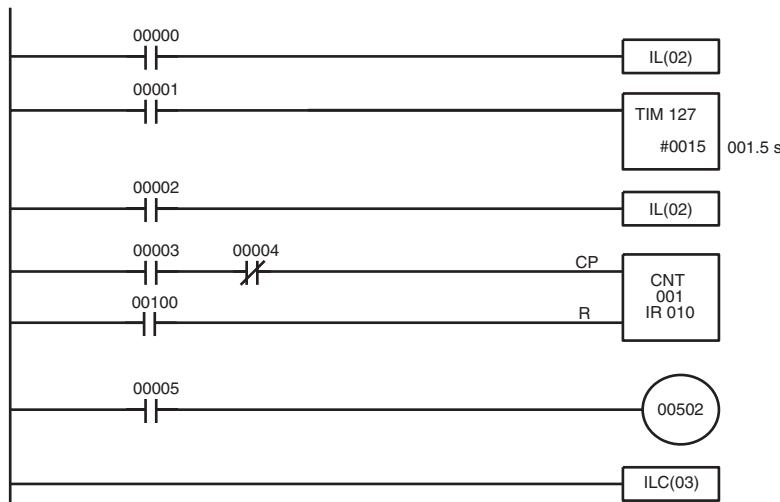 00000
IL(02)
00001
TIM 127
#0015
001.5 s
00002
IL(02)
00003
00004
CP
CNT
001
IR 010
00100
R
00005
00502
ILC(03)